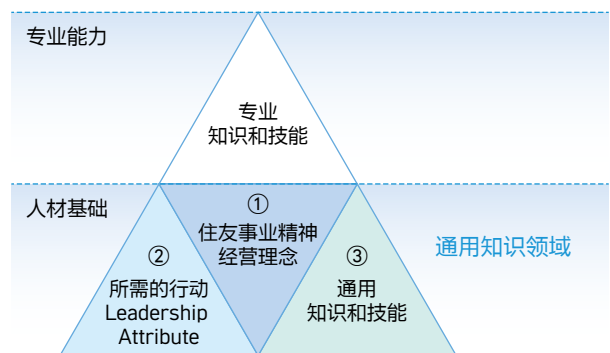 专业能力
专业
知识和技能
人材基础
①
住友事业精神
经营理念
②
所需的行动
Leadership
Attribute
③
通用
知识和技能
通用知识领域